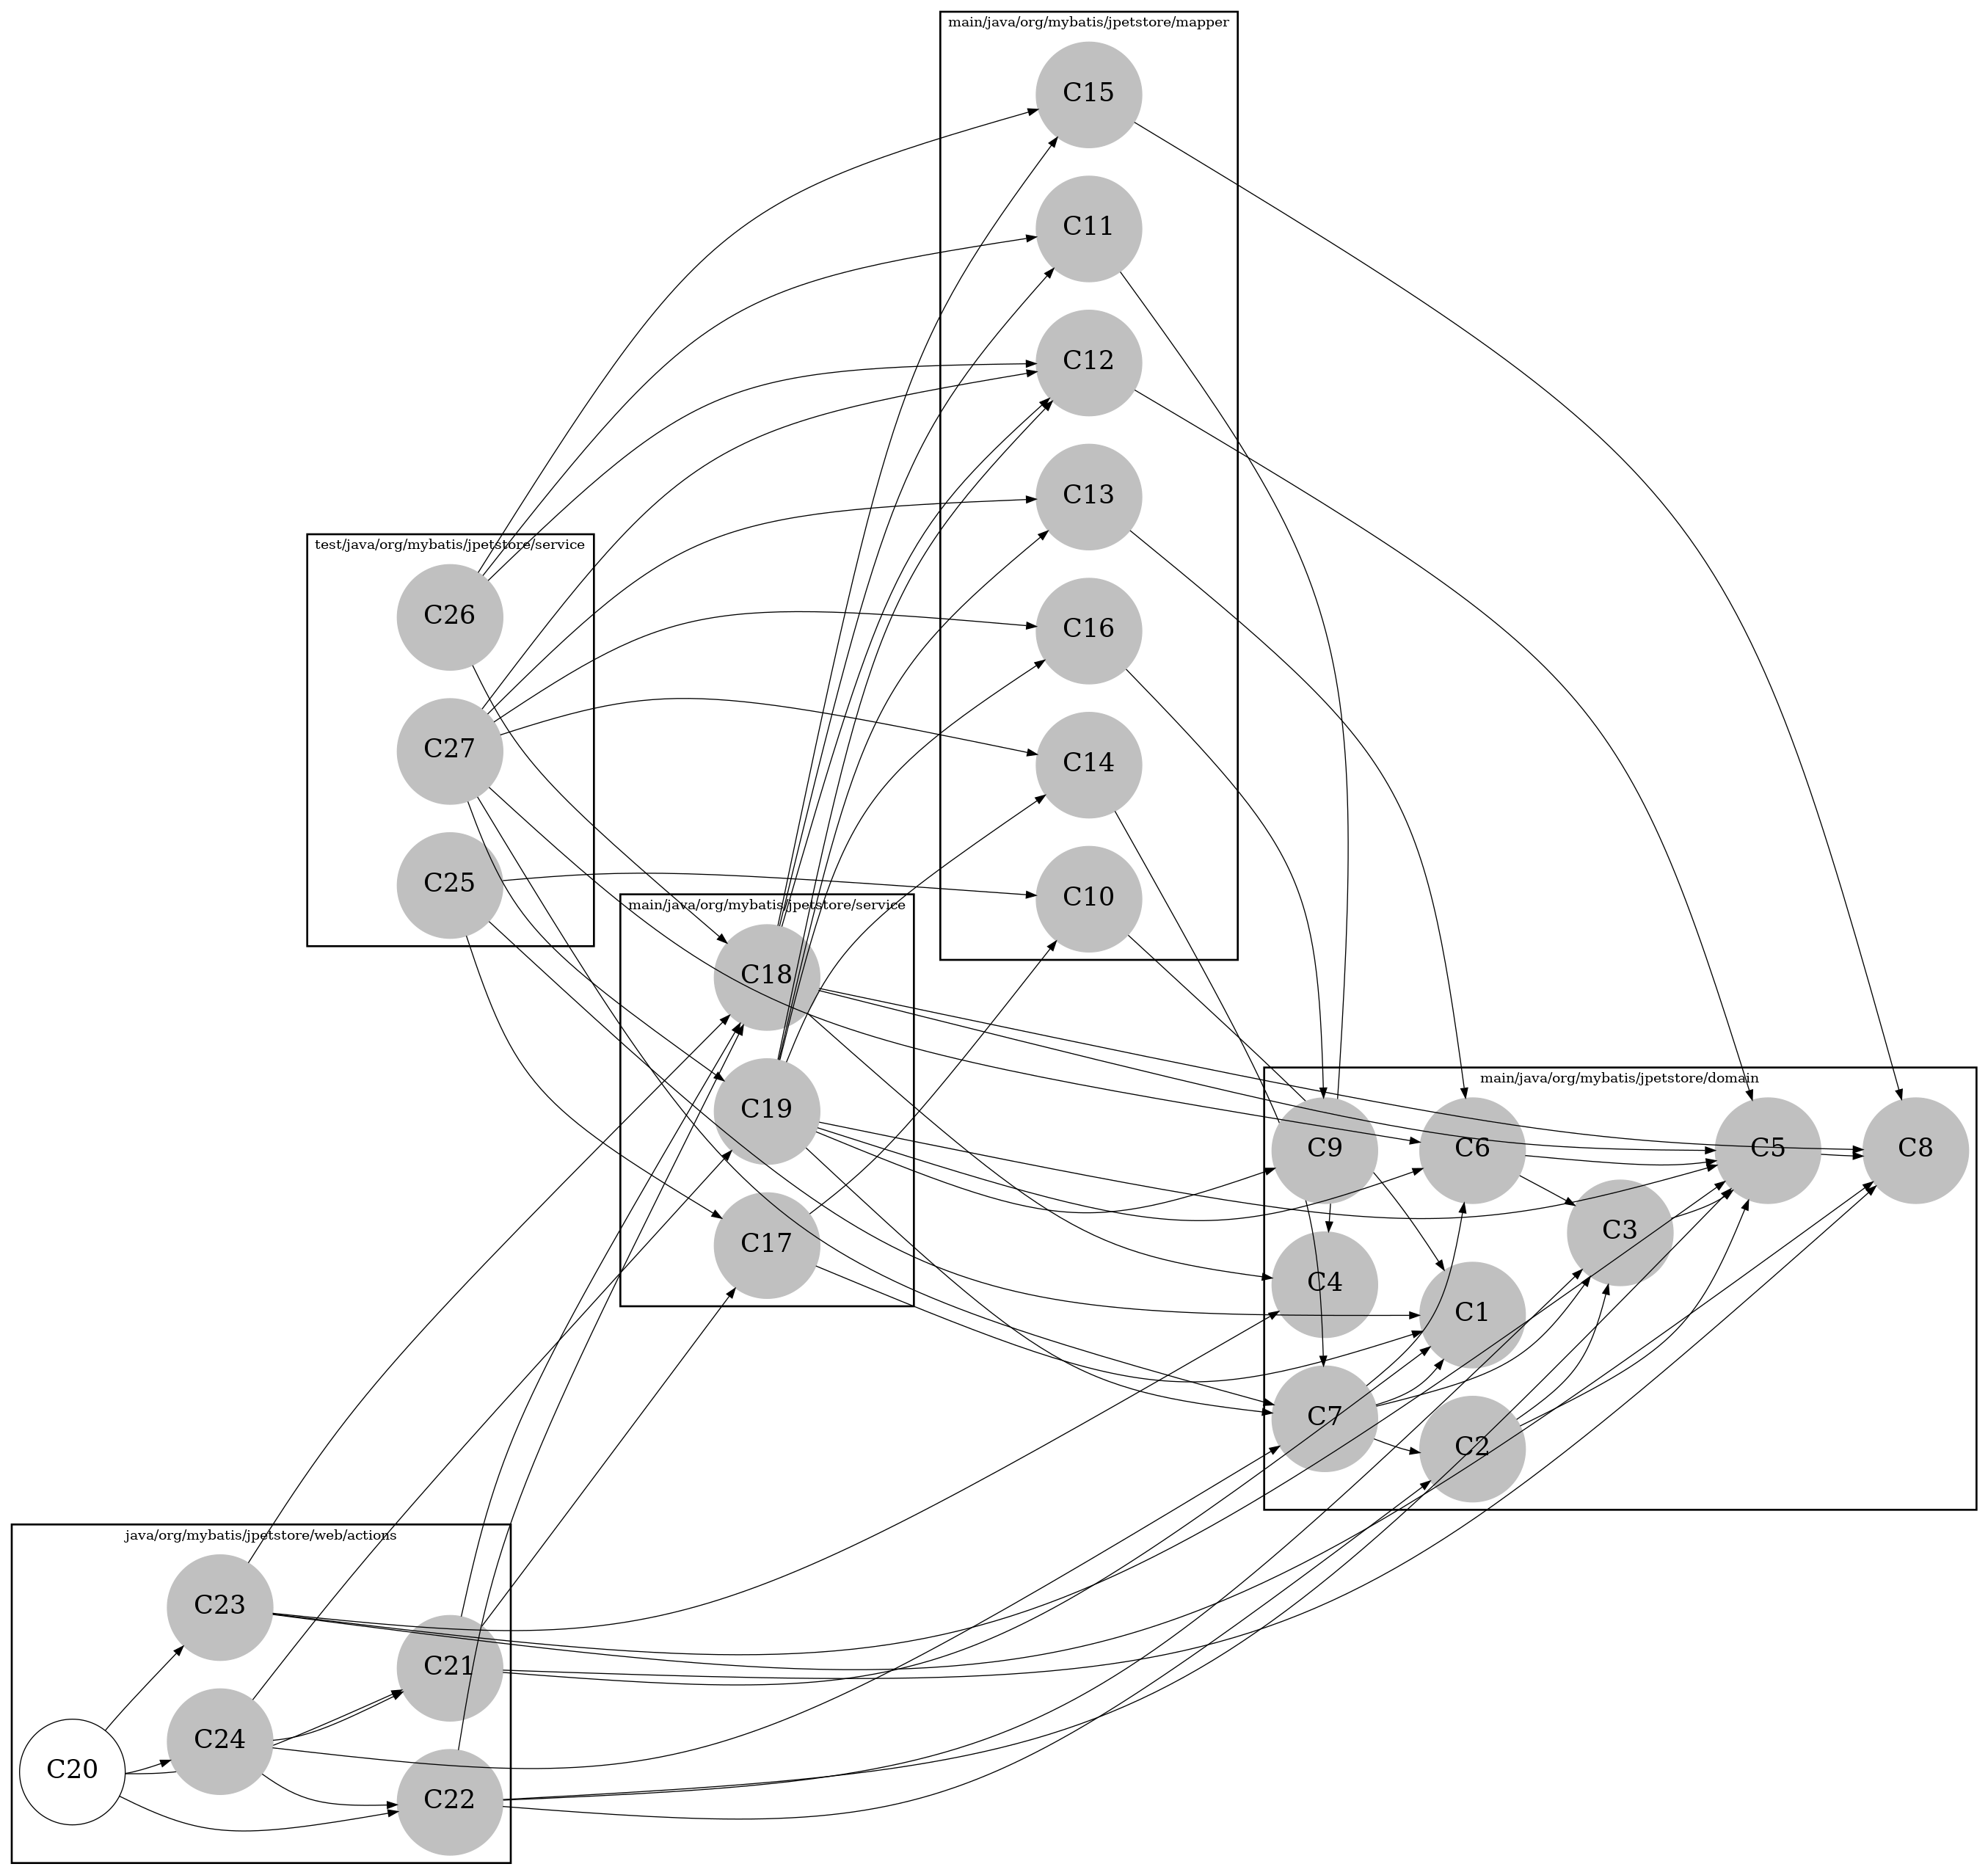 main/java/org/mybatis/jpetstore/mapper
C15
C11
C12
C13
C16
C14
C10
test/java/org/mybatis/jpetstore/service
C26
C27
C25
main/java/org/mybatis/jpetstore/service
C18
C19
C17
main/java/org/mybatis/jpetstore/domain
C9
C6
C5
C8
C3
C4
C1
C7
C2
java/org/mybatis/jpetstore/web/actions
C23
C21
C24
C20
C22